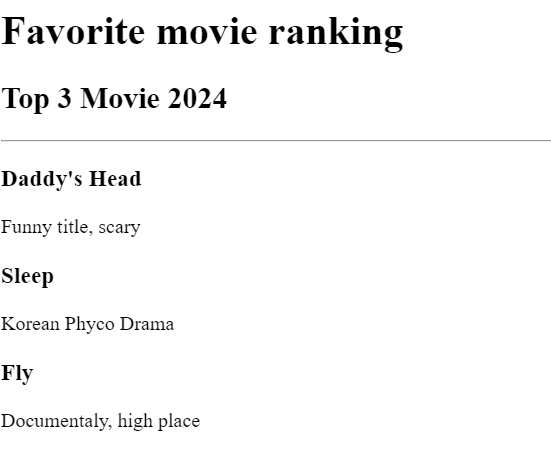 Favorite movie ranking
Top 3 Movie 2024
Daddy's Head
Funny title, scary
Sleep
Korean Phyco Drama
Fly
Documentaly, high place